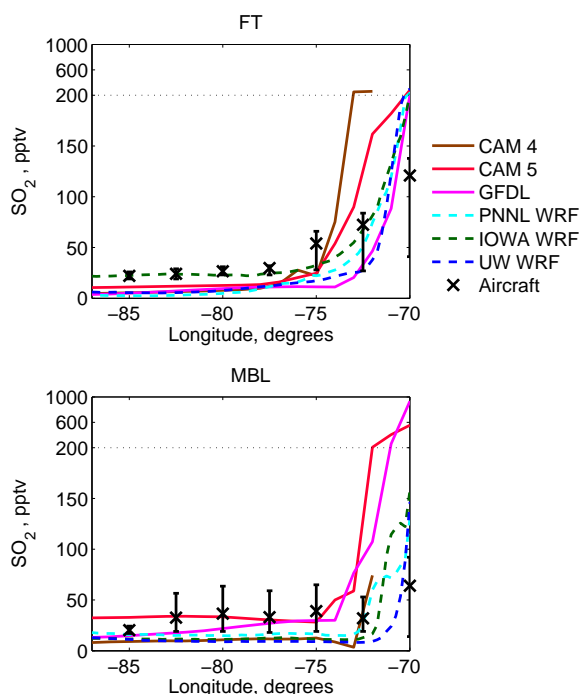 FT
1000
600
200
150
100
50
0
SO2 , pptv
−85 −80 −75 −70
Longitude, degrees
CAM 4
CAM 5
GFDL
PNNL WRF
IOWA WRF
UW WRF
Aircraft
MBL
1000
600
200
150
100
50
0
SO2 , pptv
−85 −80 −75 −70
Longitude, degrees